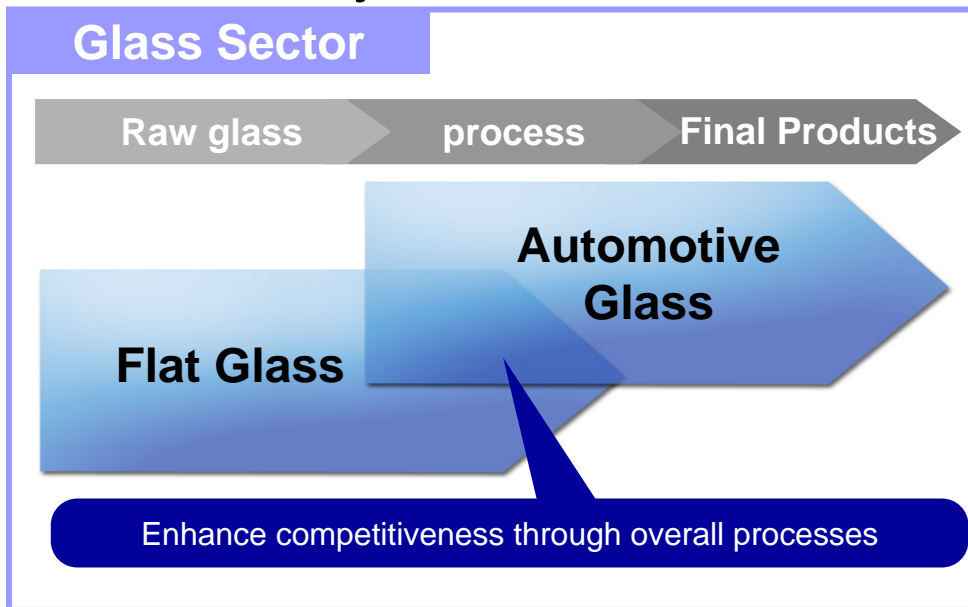 Glass Sector
Raw glass
process
Final Products
Automotive
Glass
Flat Glass
Enhance competitiveness through overall processes